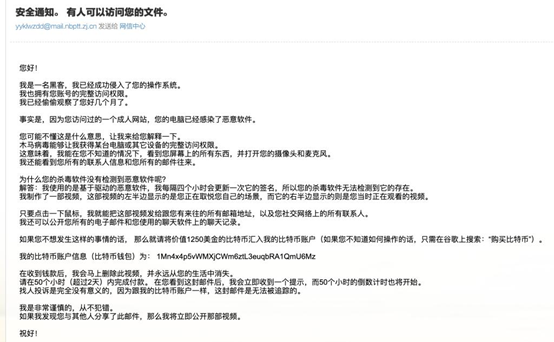 安全通知。 有人可以访问您的文件。
yyklwzdd@mail.nbptt.zj.cn 发送给 网信中心
您好！
我是一名黑客，我已经成功侵入了您的操作系统。
我也拥有您账号的完整访问权限。
我已经偷偷观察了您好几个月了。
事实是，因为您访问过的一个成人网站，您的电脑已经感染了恶意软件。
您可能不懂这是什么意思，让我来给您解释一下。
木马病毒能够让我获得某台电脑或其它设备的完整访问权限。
这意味着，我能在您不知道的情况下，看到您屏幕上的所有东西，并打开您的摄像头和麦克风。
我还能看到您所有的联系人信息和您所有的邮件往来。
为什么您的杀毒软件没有检测到恶意软件呢？
解答：我使用的是基于驱动的恶意软件，我每隔四个小时会更新一次它的签名，所以您的杀毒软件无法检测到它的存在。
我制作了一部视频，这部视频的左半边显示的是您正在取悦您自己的场景，而它的右半边显示的则是您当时正在观看的视频。
只要点击一下鼠标，我就能把这部视频发给跟您有来往的所有邮箱地址，以及您社交网络上的所有联系人。
我还可以公开您所有的电子邮件和您使用的聊天软件上的聊天记录。
如果您不想发生这样的事情的话， 那么就请将价值1250美金的比特币汇入我的比特币账户（如果您不知道如何操作的话，只需在谷歌上搜索：“购买比特币”）。
我的比特币账户信息（比特币钱包）为： 1Mn4x4p5vWMXjCWm6ztL3euqbRA1QmU6Mz
在收到钱款后，我会马上删除此视频，并永远从您的生活中消失。
请在50个小时（超过2天）内完成付款。 在您看到这封邮件后，我会立即收到一个提示，而50个小时的倒数计时也将开始。
找人投诉是完全没有意义的，因为跟我的比特币账户一样，这封邮件是无法被追踪的。
我是非常谨慎的，从不犯错。
如果我发现您与其他人分享了此邮件，那么我将立即公开那部视频。
祝好！